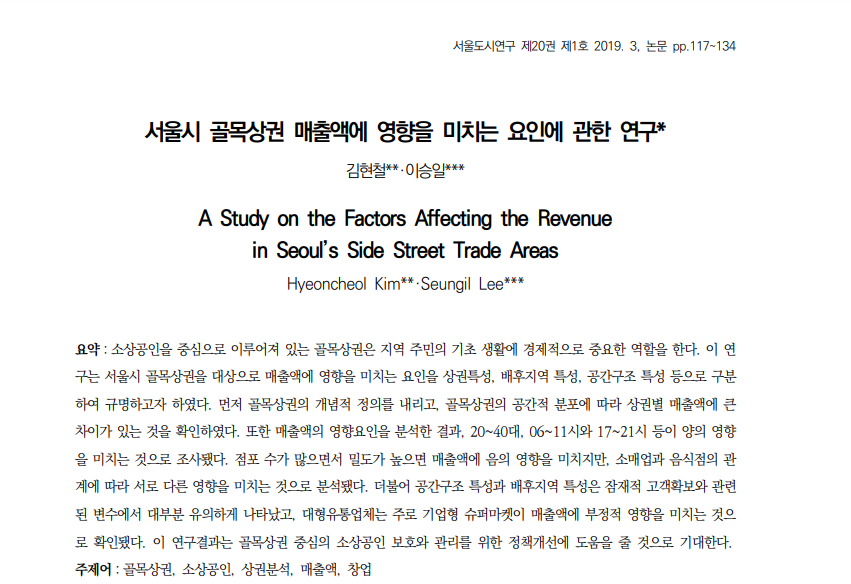 서울도시연구 제20권 제1호 2019. 3, 논문 pp.117~134
서울시 골목상권 매출액에 영향을 미치는 요인에 관한 연구*
김현철**·이승일***
A Study on the Factors Affecting the Revenue
in Seoul's Side Street Trade Areas
Hyeoncheol Kim**·Seungil Lee***
요약 : 소상공인을 중심으로 이루어져 있는 골목상권은 지역 주민의 기초 생활에 경제적으로 중요한 역할을 한다. 이 연
구는 서울시 골목상권을 대상으로 매출액에 영향을 미치는 요인을 상권특성, 배후지역 특성, 공간구조 특성 등으로 구분
하여 규명하고자 하였다. 먼저 골목상권의 개념적 정의를 내리고, 골목상권의 공간적 분포에 따라 상권별 매출액에 큰
차이가 있는 것을 확인하였다. 또한 매출액의 영향요인을 분석한 결과, 20~40대, 06~11시와 17~21시 등이 양의 영향
을 미치는 것으로 조사됐다. 점포 수가 많으면서 밀도가 높으면 매출액에 음의 영향을 미치지만, 소매업과 음식점의 관
계에 따라 서로 다른 영향을 미치는 것으로 분석됐다. 더불어 공간구조 특성과 배후지역 특성은 잠재적 고객확보와 관련
된 변수에서 대부분 유의하게 나타났고, 대형유통업체는 주로 기업형 슈퍼마켓이 매출액에 부정적 영향을 미치는 것으
로 확인됐다. 이 연구결과는 골목상권 중심의 소상공인 보호와 관리를 위한 정책개선에 도움을 줄 것으로 기대한다.
주제어 : 골목상권, 소상공인, 상권분석, 매출액, 창업